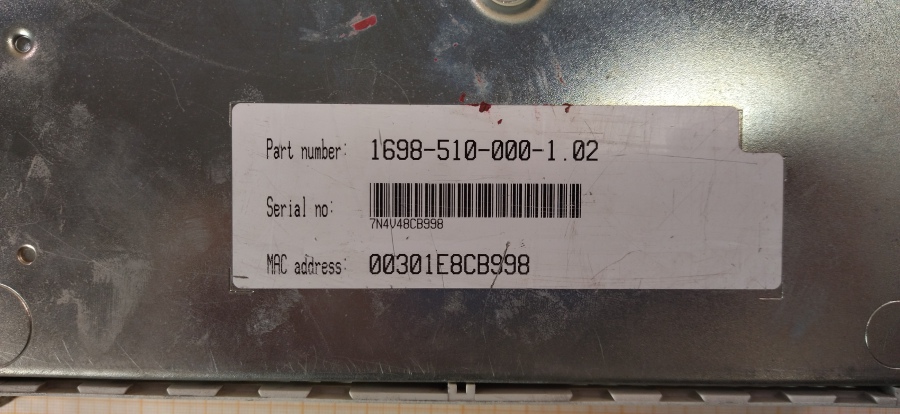 Part number: 1698-510-000-1.02
Serial no:
7N4V48CB998
MAC address: 00301E8CB998